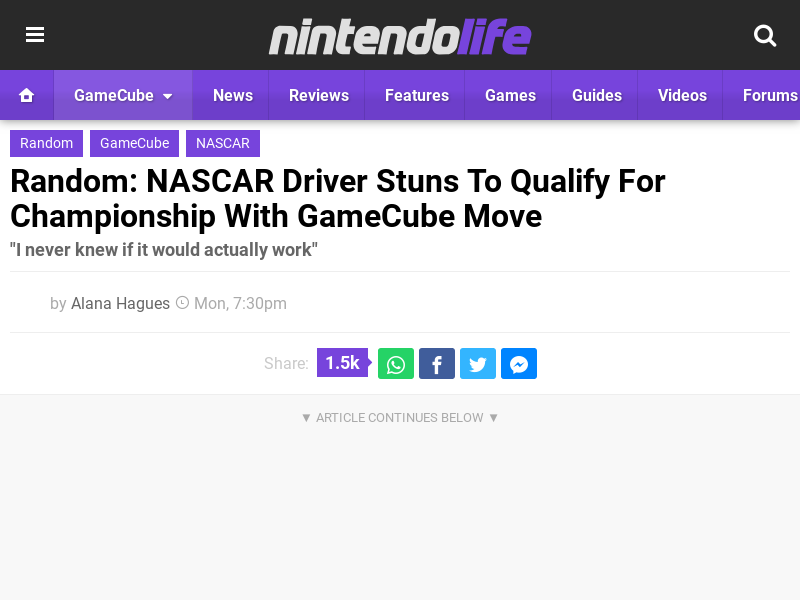 nintendolife
GameCube News Reviews Features Games Guides Videos Forums
Random GameCube NASCAR
Random: NASCAR Driver Stuns To Qualify For
Championship With GameCube Move
"I never knew if it would actually work"
by Alana Hagues Mon, 7:30pm
Share: 1.5k
▼ ARTICLE CONTINUES BELOW ▼